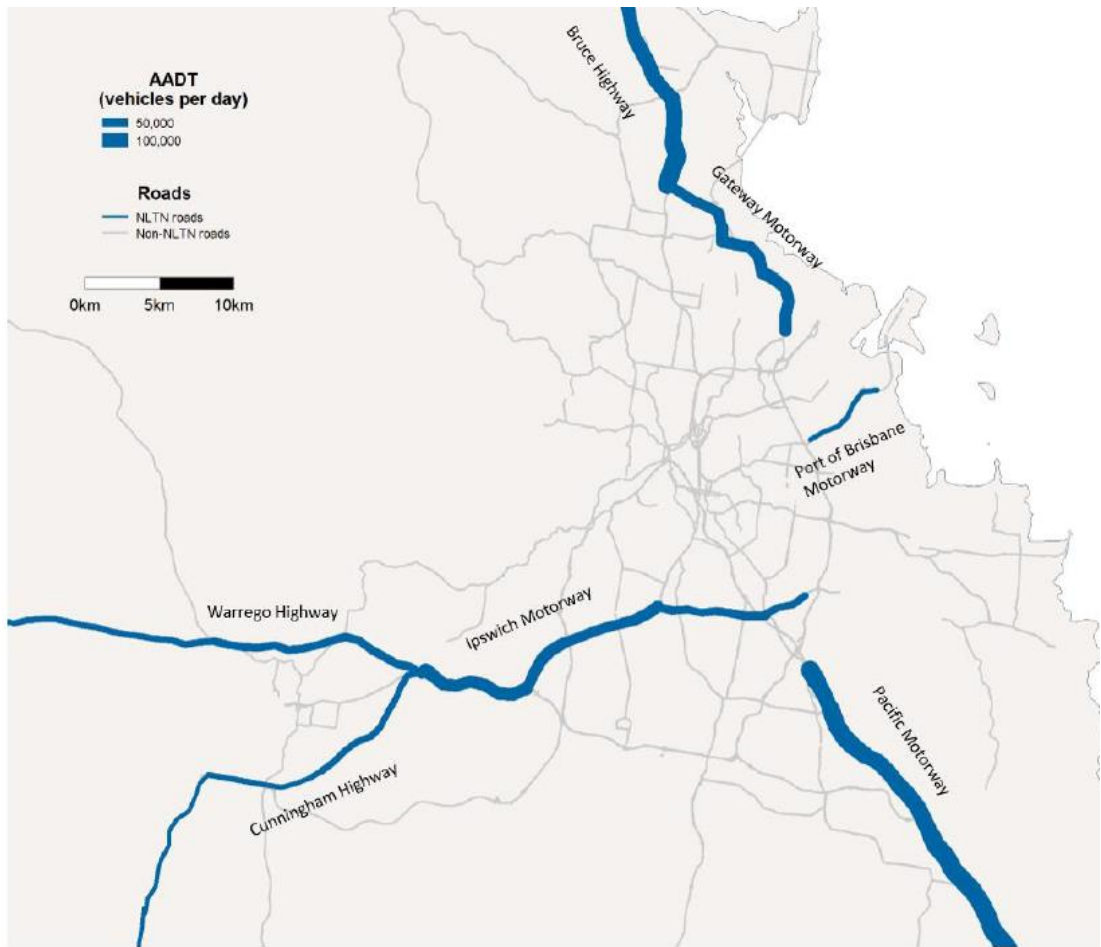 Bruce Highway
AADT
(vehicles per day)
50,000
100,000
Gateway Motorway
Roads
NLTN roads
Non-NLTN roads
0km 5km 10km
Port of Brisbane
Motorway
Warrego Highway
Ipswich Motorway
Pacific Motorway
Cunningham Highway